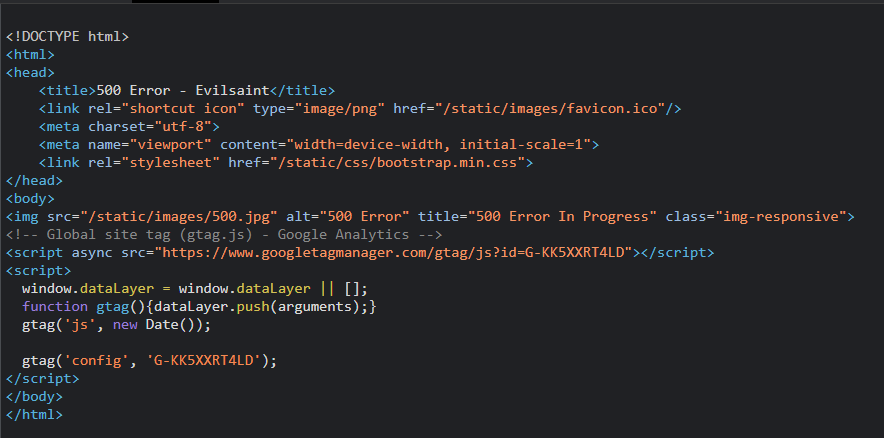 <!DOCTYPE html>
<html>
<head>
    <title>500 Error - Evilsaint</title>
    <link rel="shortcut icon" type="image/png" href="/static/images/favicon.ico"/>
    <meta charset="utf-8">
    <meta name="viewport" content="width=device-width, initial-scale=1">
    <link rel="stylesheet" href="/static/css/bootstrap.min.css">
</head>
<body>
<img src="/static/images/500.jpg" alt="500 Error" title="500 Error In Progress" class="img-responsive">
<!-- Global site tag (gtag.js) - Google Analytics -->
<script async src="https://www.googletagmanager.com/gtag/js?id=G-KK5XXRT4LD"></script>
<script>
  window.dataLayer = window.dataLayer || [];
  function gtag(){dataLayer.push(arguments);}
  gtag('js', new Date());

  gtag('config', 'G-KK5XXRT4LD');
</script>
</body>
</html>